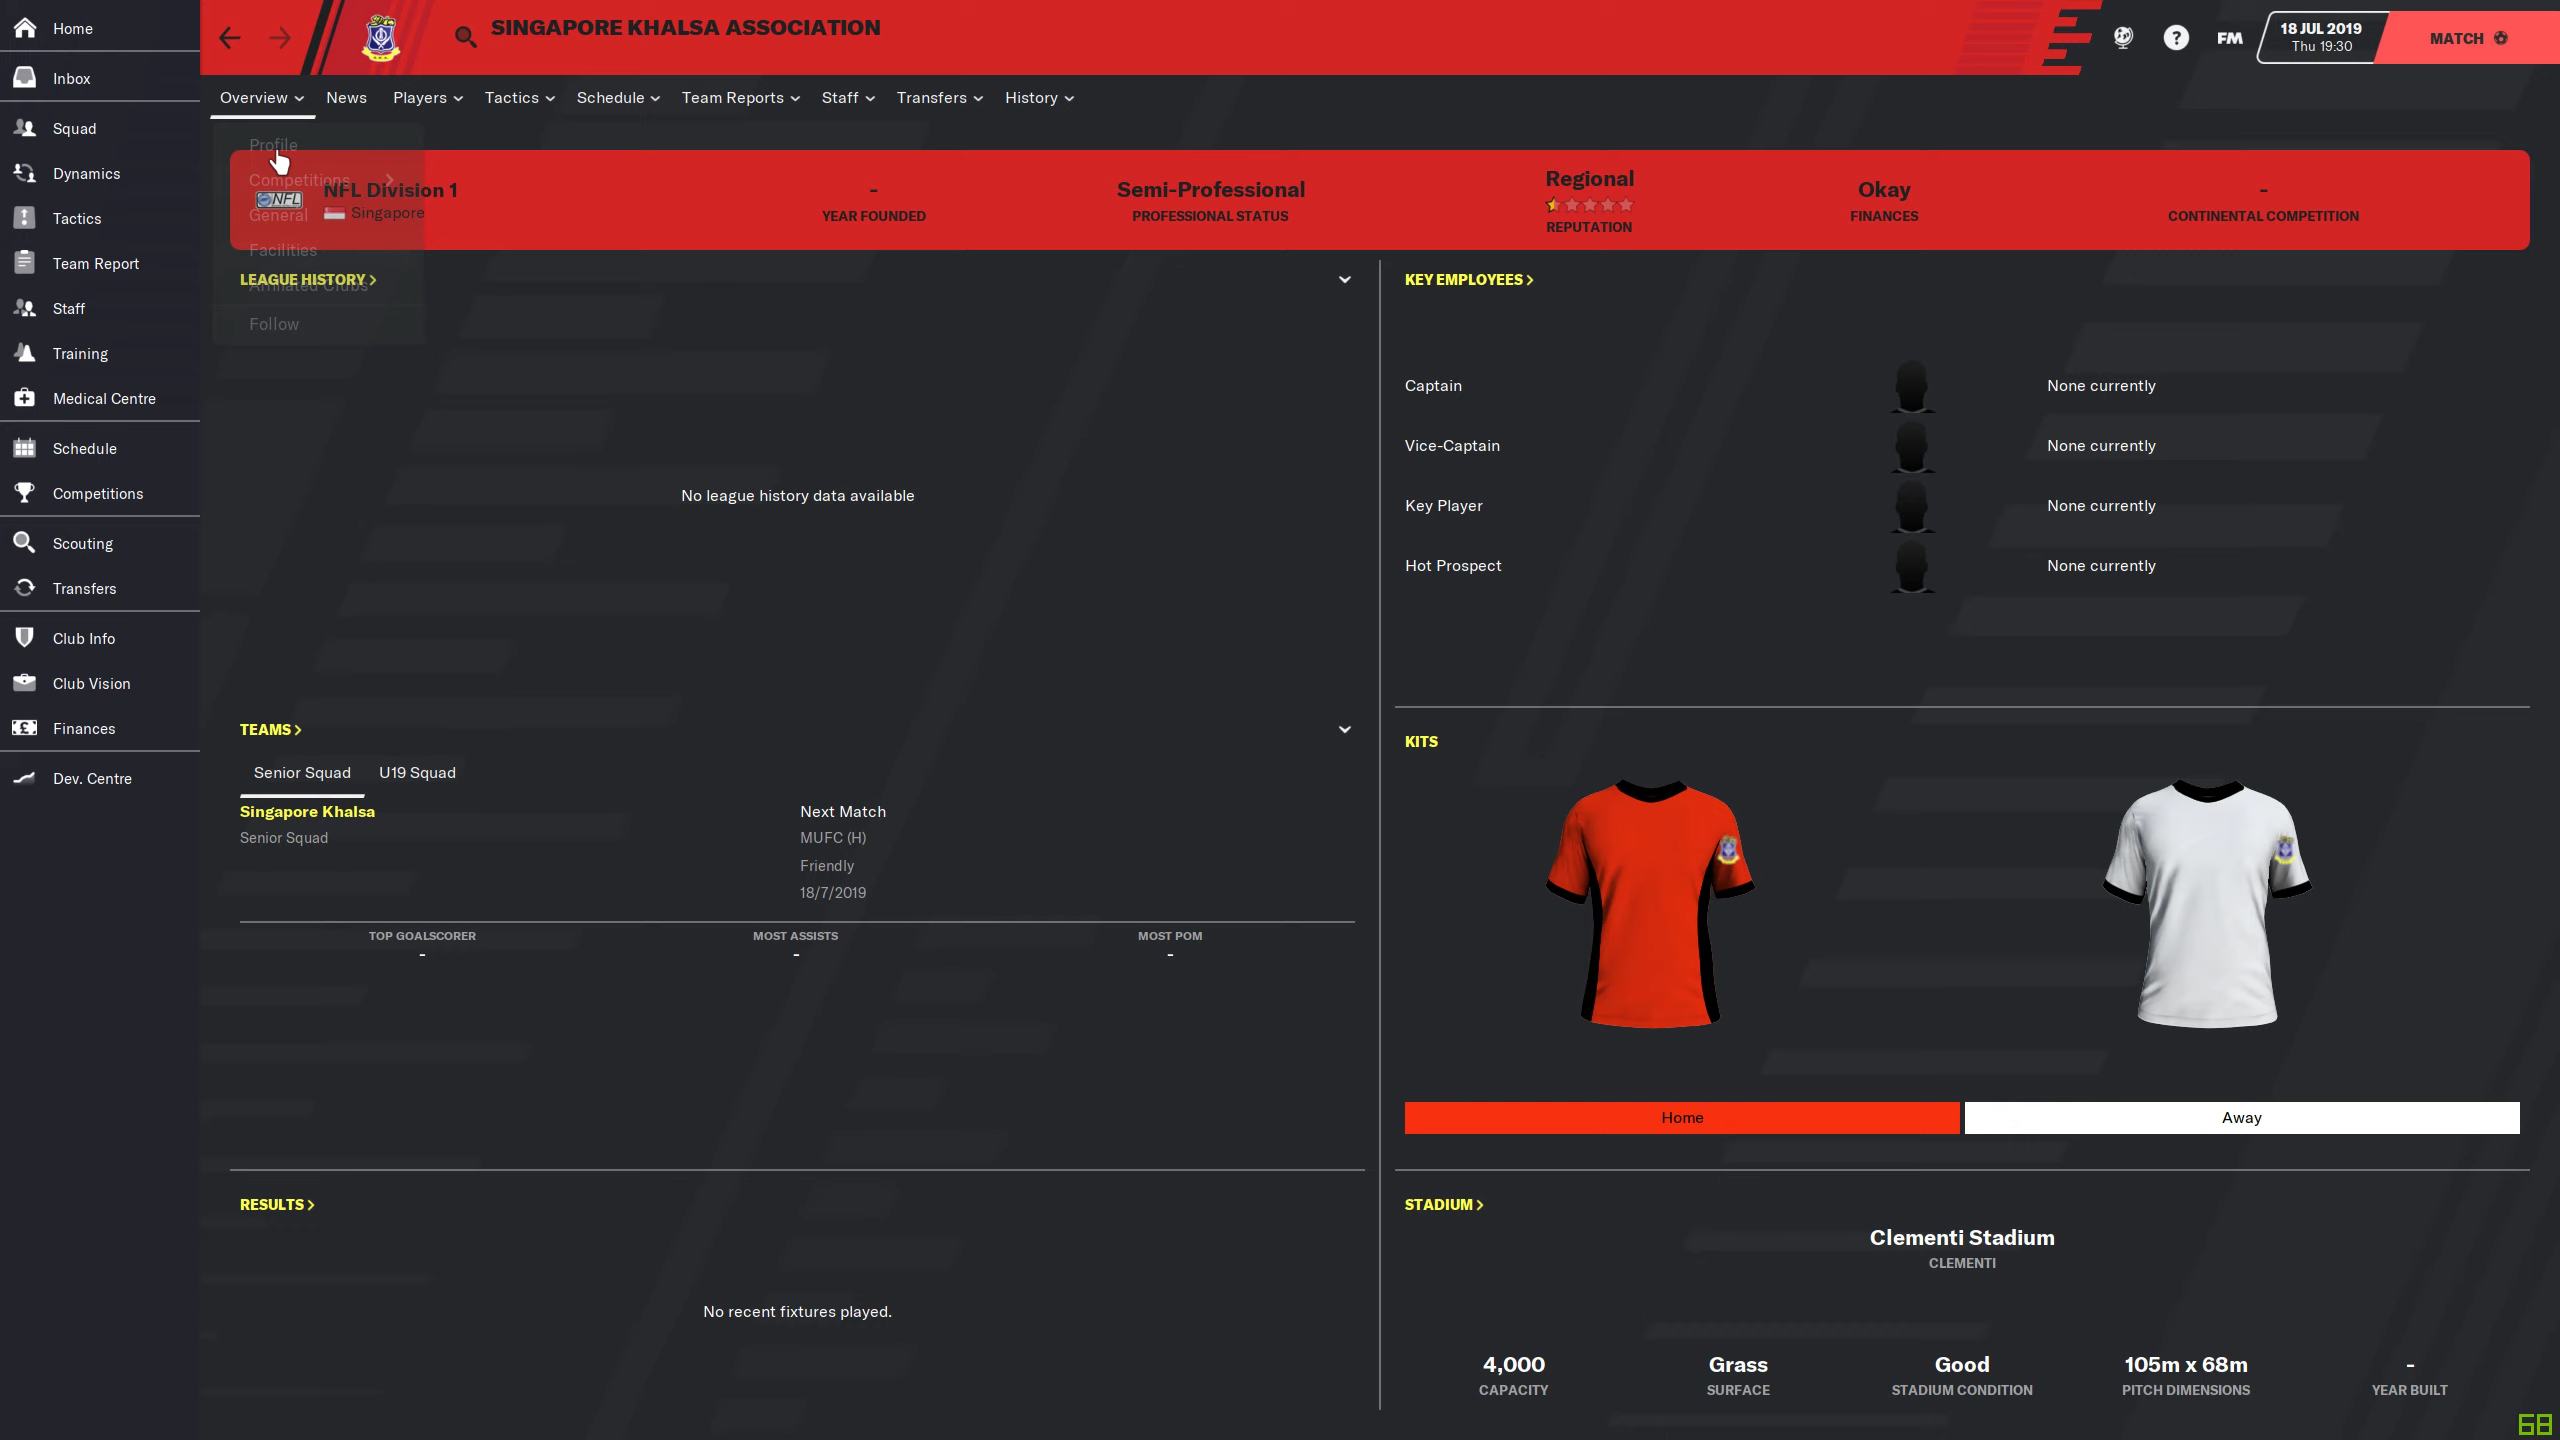 Home
Inbox
Squad
Dynamics
Tactics
Team Report
Staff
Training
Medical Centre
Schedule
Competitions
Scouting
Transfers
Club Info
Club Vision
Finances
Dev. Centre
SINGAPORE KHALSA ASSOCIATION
?
FM
18 JUL 2019
Thu 19:30
MATCH
Overview News Players Tactics Schedule Team Reports Staff Transfers History
Profile
Competitions
General
Facilities
Affiliated Clubs
Follow
NFL
NFL Division 1
Singapore
-
YEAR FOUNDED
Semi-Professional
PROFESSIONAL STATUS
Regional
REPUTATION
Okay
FINANCES
-
CONTINENTAL COMPETITION
LEAGUE HISTORY >
No league history data available
KEY EMPLOYEES >
Captain None currently
Vice-Captain None currently
Key Player None currently
Hot Prospect None currently
TEAMS >
Senior Squad U19 Squad
Singapore Khalsa
Senior Squad
Next Match
MUFC (H)
Friendly
18/7/2019
TOP GOALSCORER
-
MOST ASSISTS
-
MOST POM
-
KITS
Home
Away
RESULTS >
No recent fixtures played.
STADIUM >
Clementi Stadium
CLEMENTI
4,000
CAPACITY
Grass
SURFACE
Good
STADIUM CONDITION
105m x 68m
PITCH DIMENSIONS
-
YEAR BUILT
68